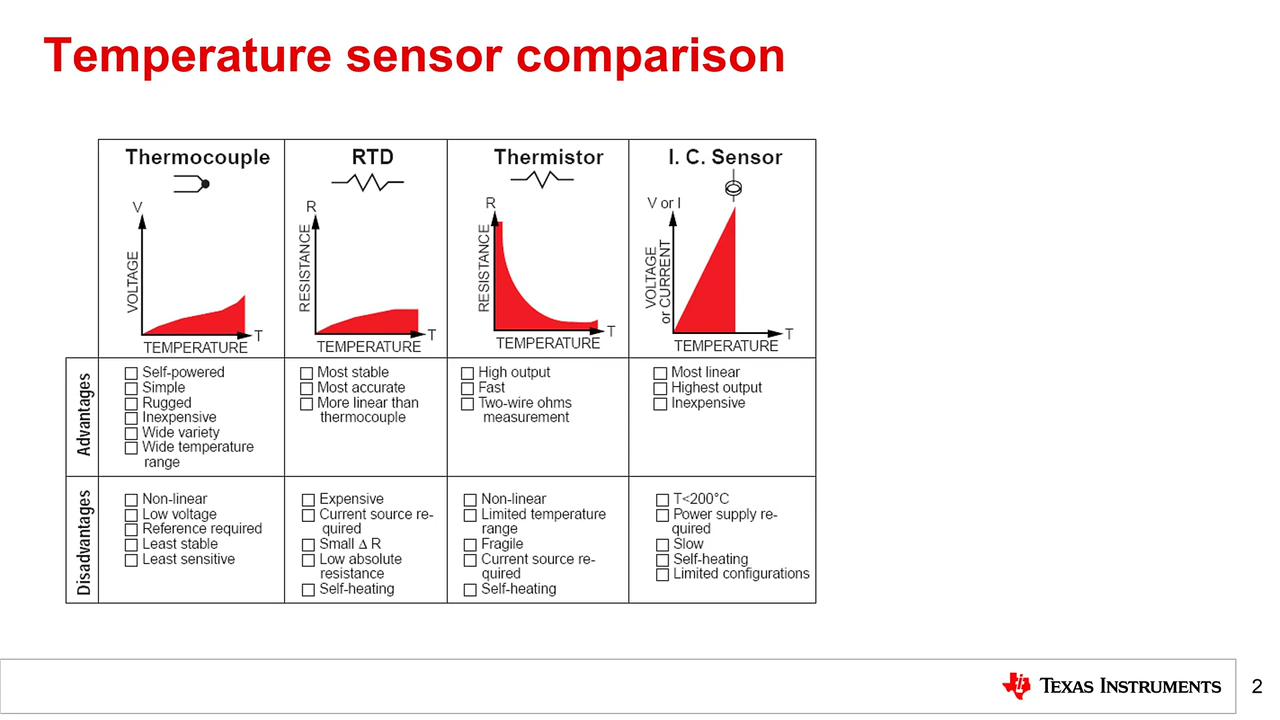 Temperature sensor comparison
Thermocouple
V
VOLTAGE
T
TEMPERATURE
RTD
R
RESISTANCE
T
TEMPERATURE
Thermistor
R
RESISTANCE
T
TEMPERATURE
I. C. Sensor
V or I
VOLTAGE
or CURRENT
T
TEMPERATURE
Advantages
Self-powered
Simple
Rugged
Inexpensive
Wide variety
Wide temperature
range
Most stable
Most accurate
More linear than
thermocouple
High output
Fast
Two-wire ohms
measurement
Most linear
Highest output
Inexpensive
Disadvantages
Non-linear
Low voltage
Reference required
Least stable
Least sensitive
Expensive
Current source re-
quired
Small Δ R
Low absolute
resistance
Self-heating
Non-linear
Limited temperature
range
Fragile
Current source re-
quired
Self-heating
T<200°C
Power supply re-
quired
Slow
Self-heating
Limited configurations
TEXAS INSTRUMENTS
2